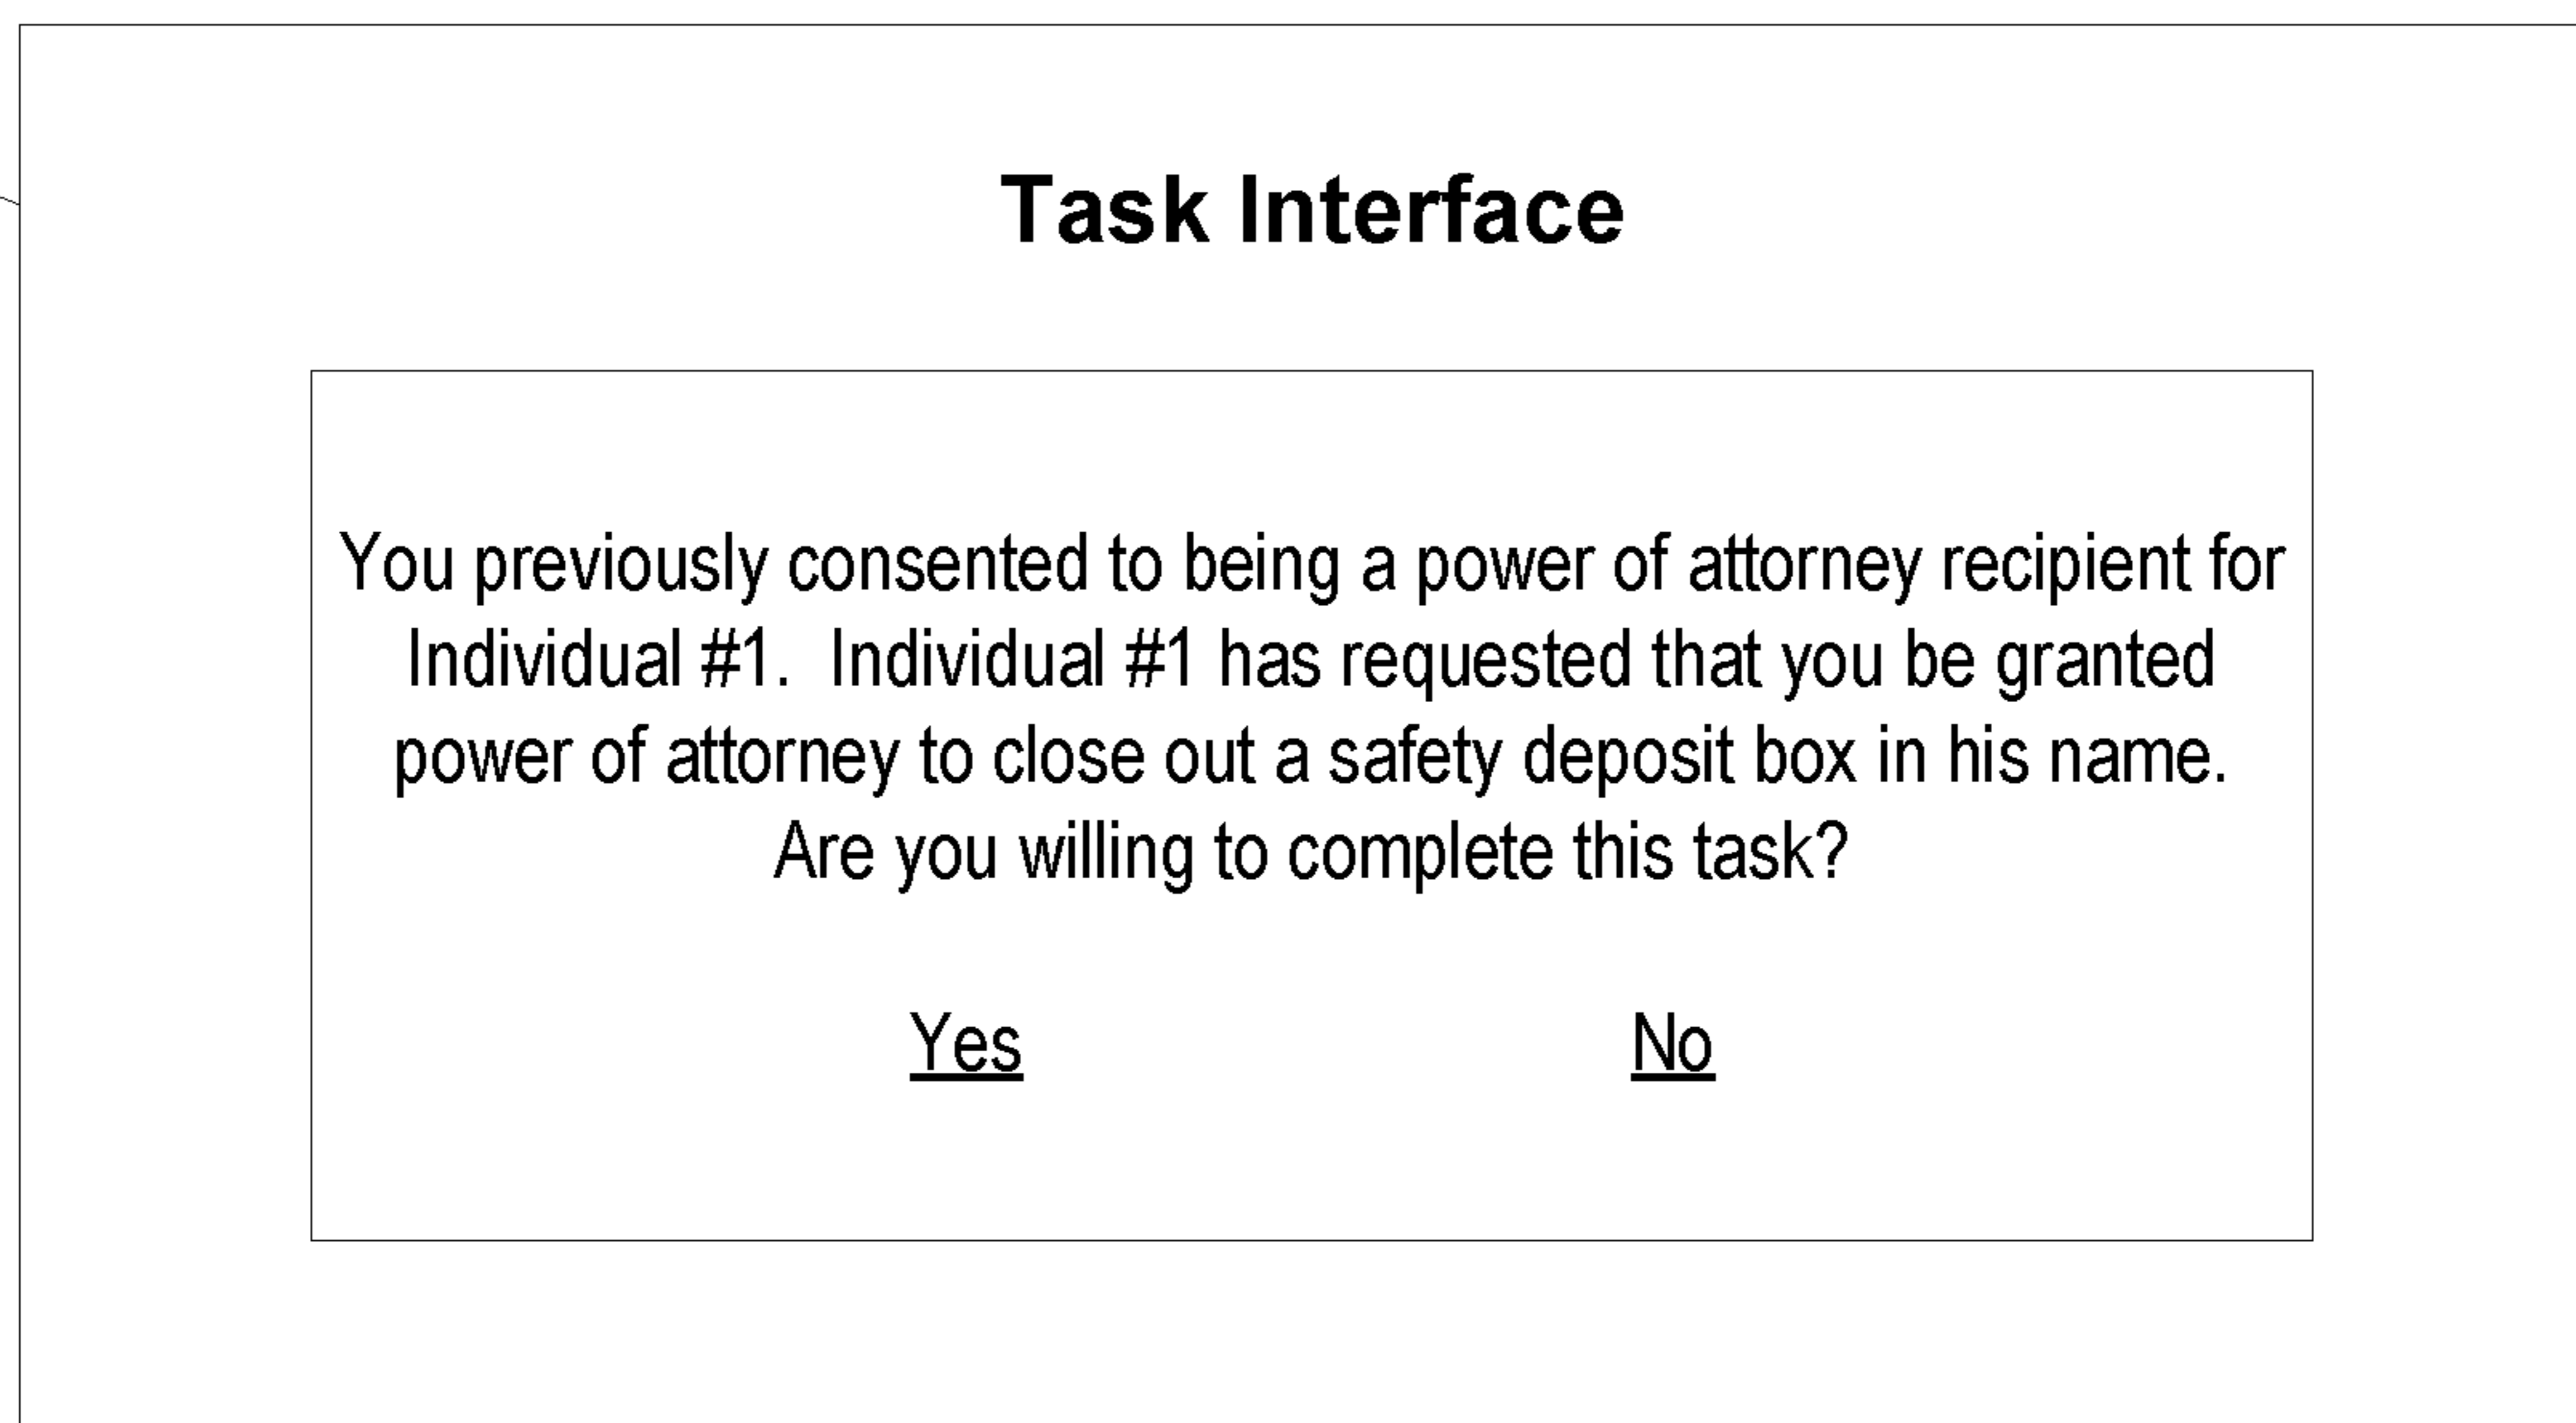 Task Interface
You previously consented to being a power of attorney recipient for
Individual #1.  Individual #1 has requested that you be granted
power of attorney to close out a safety deposit box in his name.
Are you willing to complete this task?
Yes No